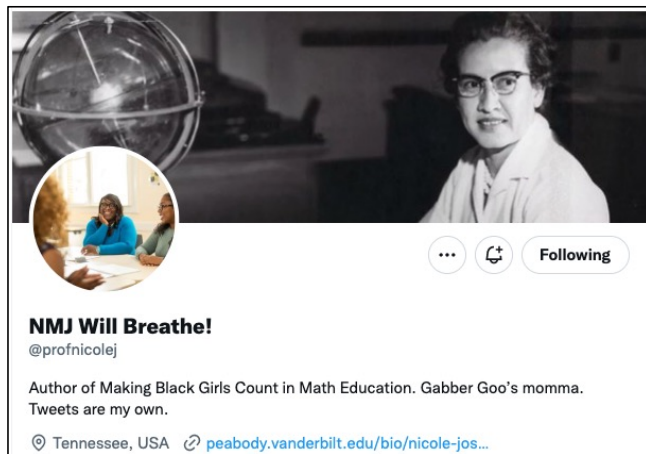 Following
NMJ Will Breathe!
@profnicolej
Author of Making Black Girls Count in Math Education. Gabber Goo's momma.
Tweets are my own.
Tennessee, USA peabody.vanderbilt.edu/bio/nicole-jos...